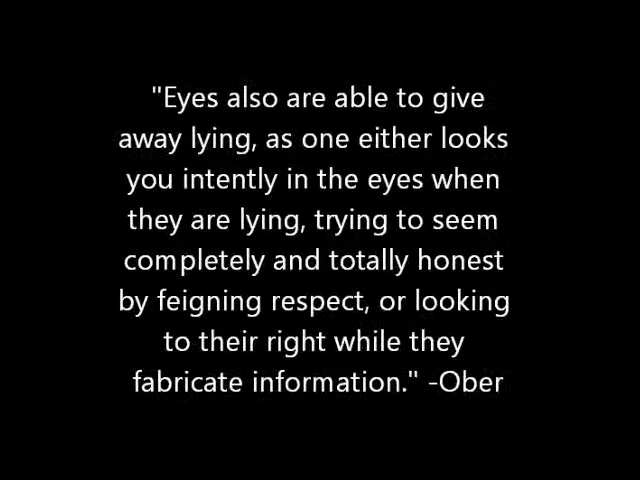 "Eyes also are able to give
away lying, as one either looks
you intently in the eyes when
they are lying, trying to seem
completely and totally honest
by feigning respect, or looking
to their right while they
fabricate information." -Ober